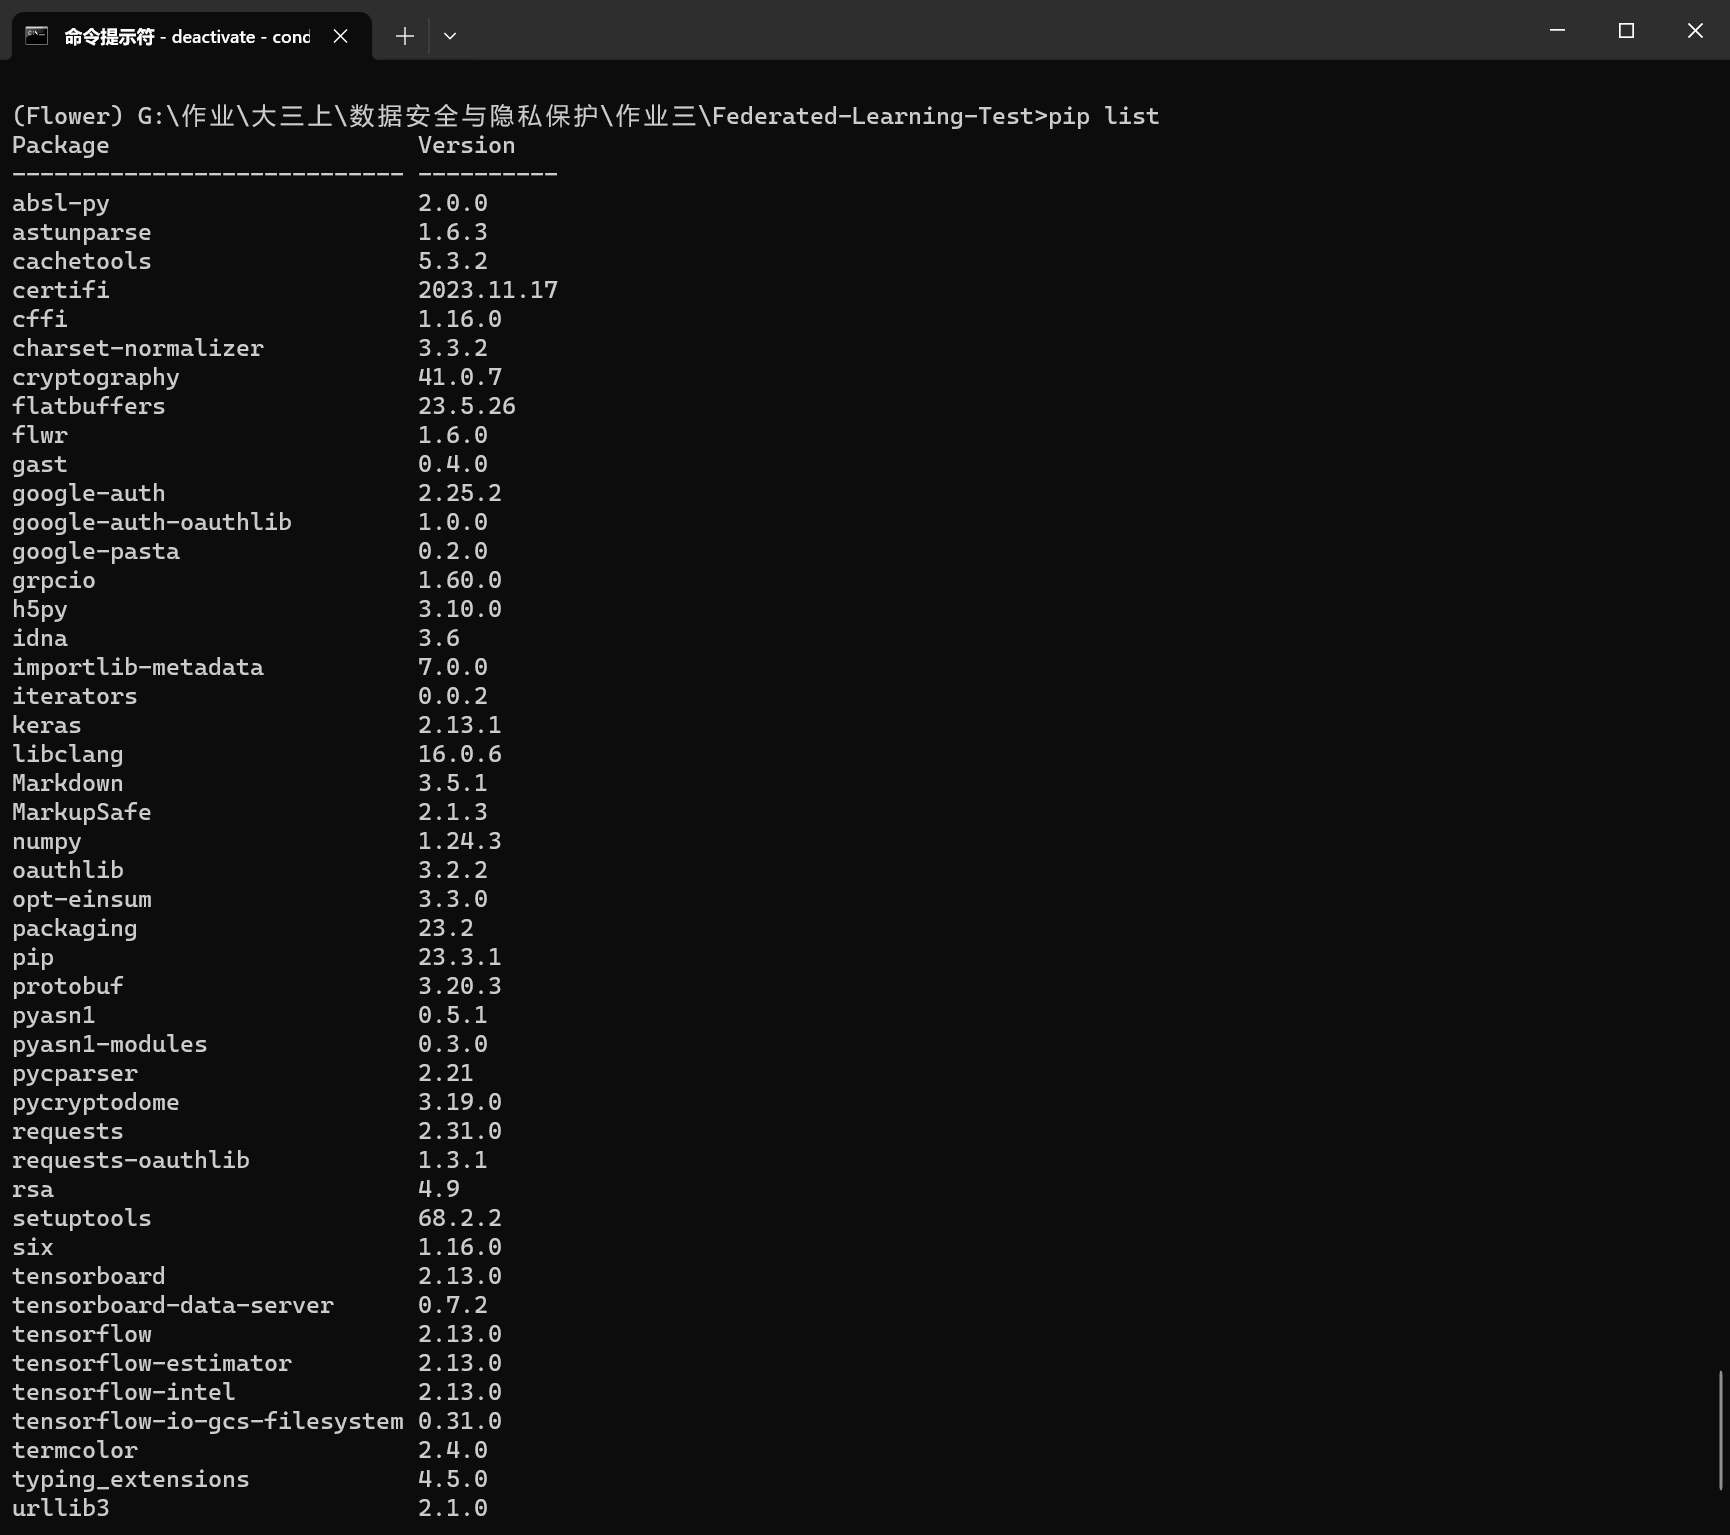 命令提示符 - deactivate - cond
(Flower) G:\作业\大三上\数据安全与隐私保护\作业三\Federated-Learning-Test>pip list
Package                      Version
---------------------------- ----------
absl-py                      2.0.0
astunparse                   1.6.3
cachetools                   5.3.2
certifi                      2023.11.17
cffi                         1.16.0
charset-normalizer           3.3.2
cryptography                 41.0.7
flatbuffers                  23.5.26
flwr                         1.6.0
gast                         0.4.0
google-auth                  2.25.2
google-auth-oauthlib         1.0.0
google-pasta                 0.2.0
grpcio                       1.60.0
h5py                         3.10.0
idna                         3.6
importlib-metadata           7.0.0
iterators                    0.0.2
keras                        2.13.1
libclang                     16.0.6
Markdown                     3.5.1
MarkupSafe                   2.1.3
numpy                        1.24.3
oauthlib                     3.2.2
opt-einsum                   3.3.0
packaging                    23.2
pip                          23.3.1
protobuf                     3.20.3
pyasn1                       0.5.1
pyasn1-modules               0.3.0
pycparser                    2.21
pycryptodome                 3.19.0
requests                     2.31.0
requests-oauthlib            1.3.1
rsa                          4.9
setuptools                   68.2.2
six                          1.16.0
tensorboard                  2.13.0
tensorboard-data-server      0.7.2
tensorflow                   2.13.0
tensorflow-estimator         2.13.0
tensorflow-intel             2.13.0
tensorflow-io-gcs-filesystem 0.31.0
termcolor                    2.4.0
typing_extensions            4.5.0
urllib3                      2.1.0